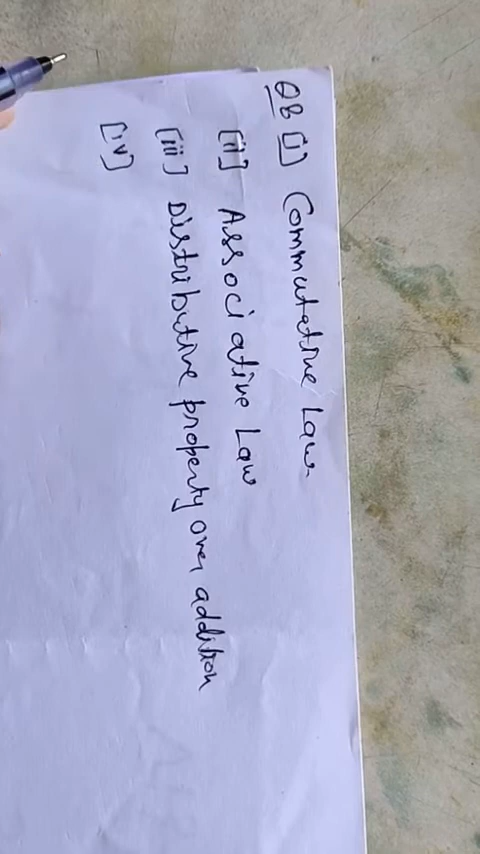 Q8 [i] Commutative Law.
[ii] Associative Law
[iii] Distributive property over addition
[iv]